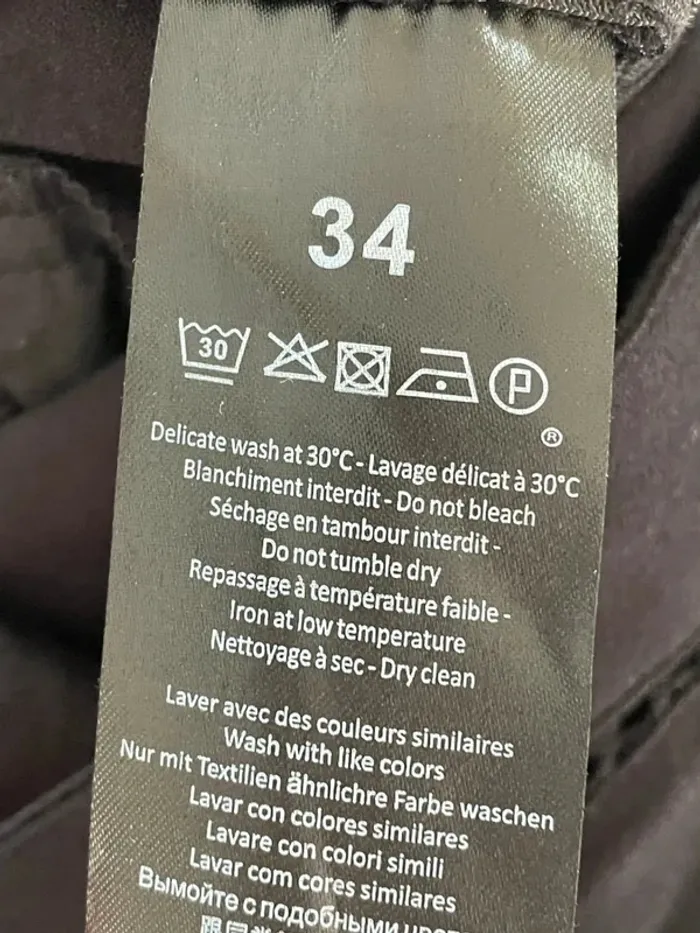 34
30 P
®
Delicate wash at 30°C - Lavage délicat à 30°C
Blanchiment interdit - Do not bleach
Séchage en tambour interdit -
Do not tumble dry
Repassage à température faible -
Iron at low temperature
Nettoyage à sec - Dry clean
Laver avec des couleurs similaires
Wash with like colors
Nur mit Textilien ähnlichre Farbe waschen
Lavar con colores similares
Lavare con colori simili
Lavar com cores similares
Вымойте с подобными